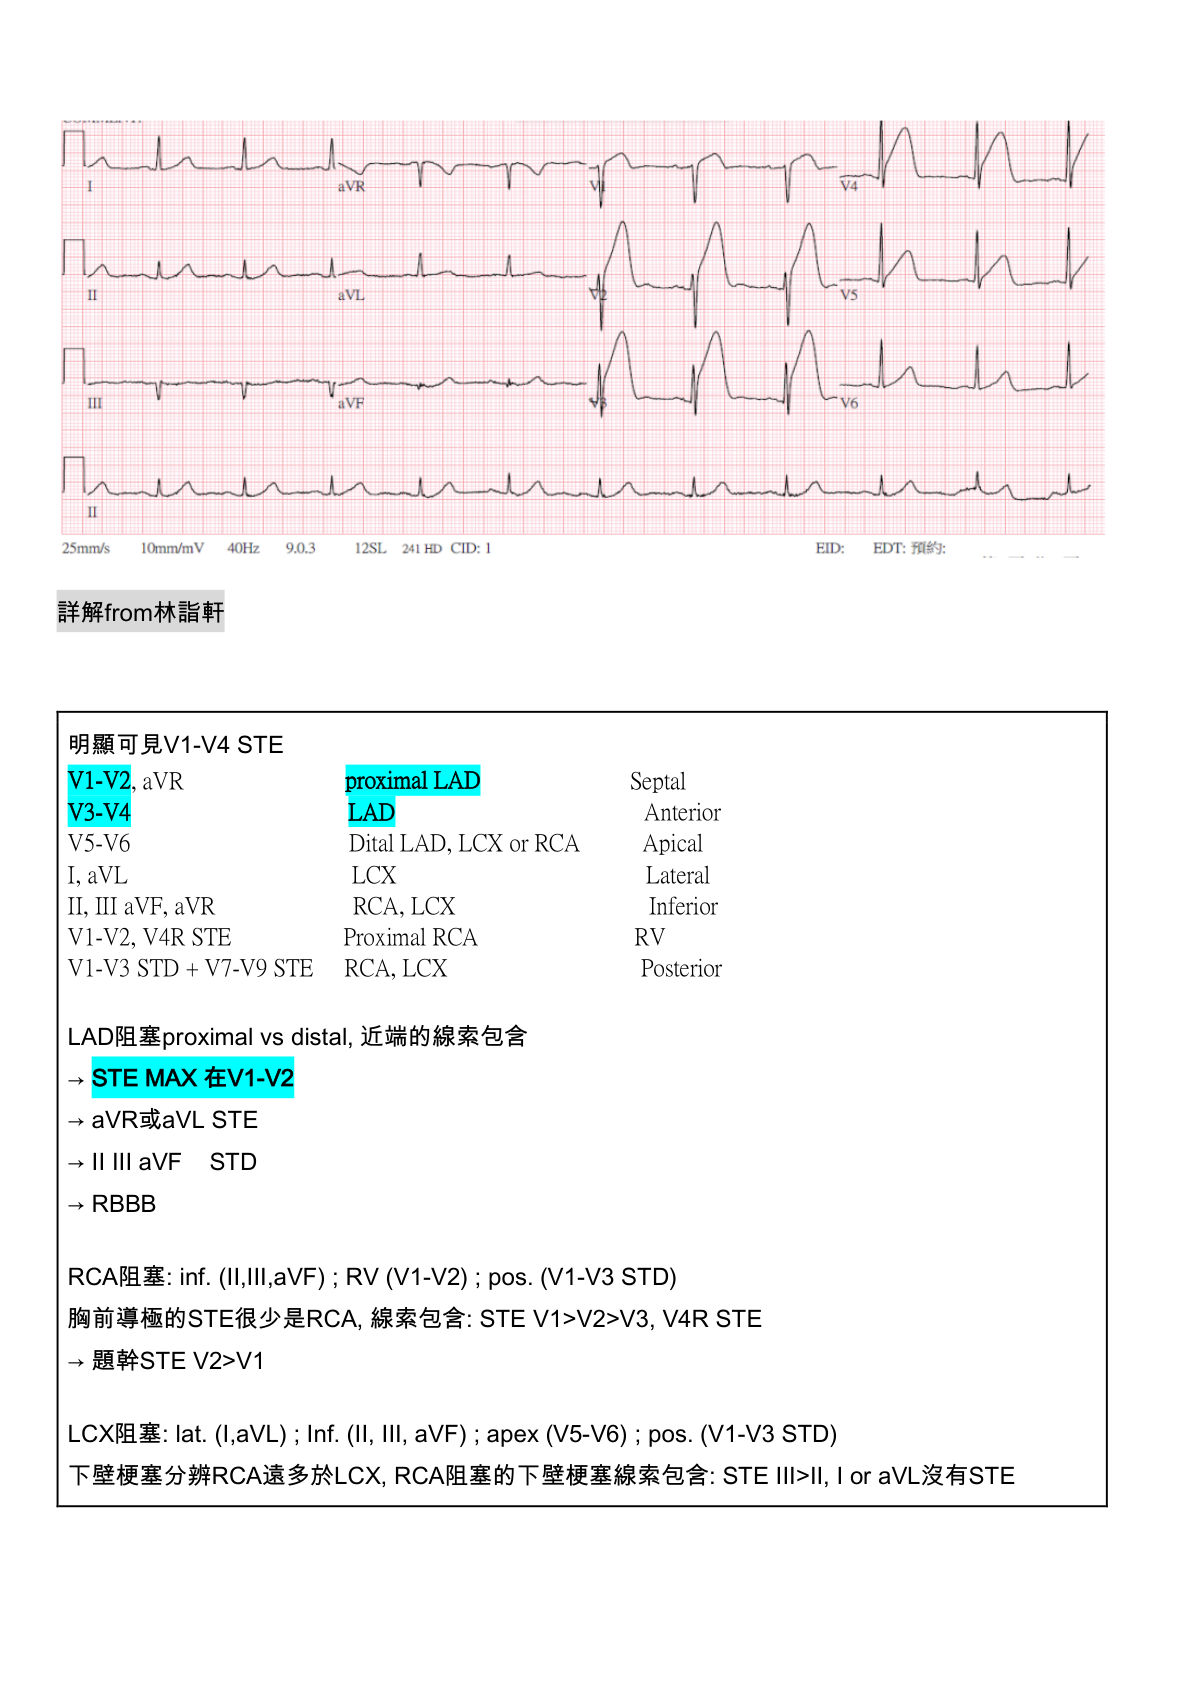 I aVR V1 V4
II aVL V2 V5
III aVF V3 V6
II
25mm/s 10mm/mV 40Hz 9.0.3 12SL 241 HD CID: 1 EID: EDT: 預約:
詳解from林詣軒
明顯可見V1-V4 STE
V1-V2, aVR proximal LAD Septal
V3-V4 LAD Anterior
V5-V6 Dital LAD, LCX or RCA Apical
I, aVL LCX Lateral
II, III aVF, aVR RCA, LCX Inferior
V1-V2, V4R STE Proximal RCA RV
V1-V3 STD + V7-V9 STE RCA, LCX Posterior
LAD阻塞proximal vs distal, 近端的線索包含
→ STE MAX 在V1-V2
→ aVR或aVL STE
→ II III aVF STD
→ RBBB
RCA阻塞: inf. (II,III,aVF) ; RV (V1-V2) ; pos. (V1-V3 STD)
胸前導極的STE很少是RCA, 線索包含: STE V1>V2>V3, V4R STE
→ 題幹STE V2>V1
LCX阻塞: lat. (I,aVL) ; Inf. (II, III, aVF) ; apex (V5-V6) ; pos. (V1-V3 STD)
下壁梗塞分辨RCA遠多於LCX, RCA阻塞的下壁梗塞線索包含: STE III>II, I or aVL沒有STE